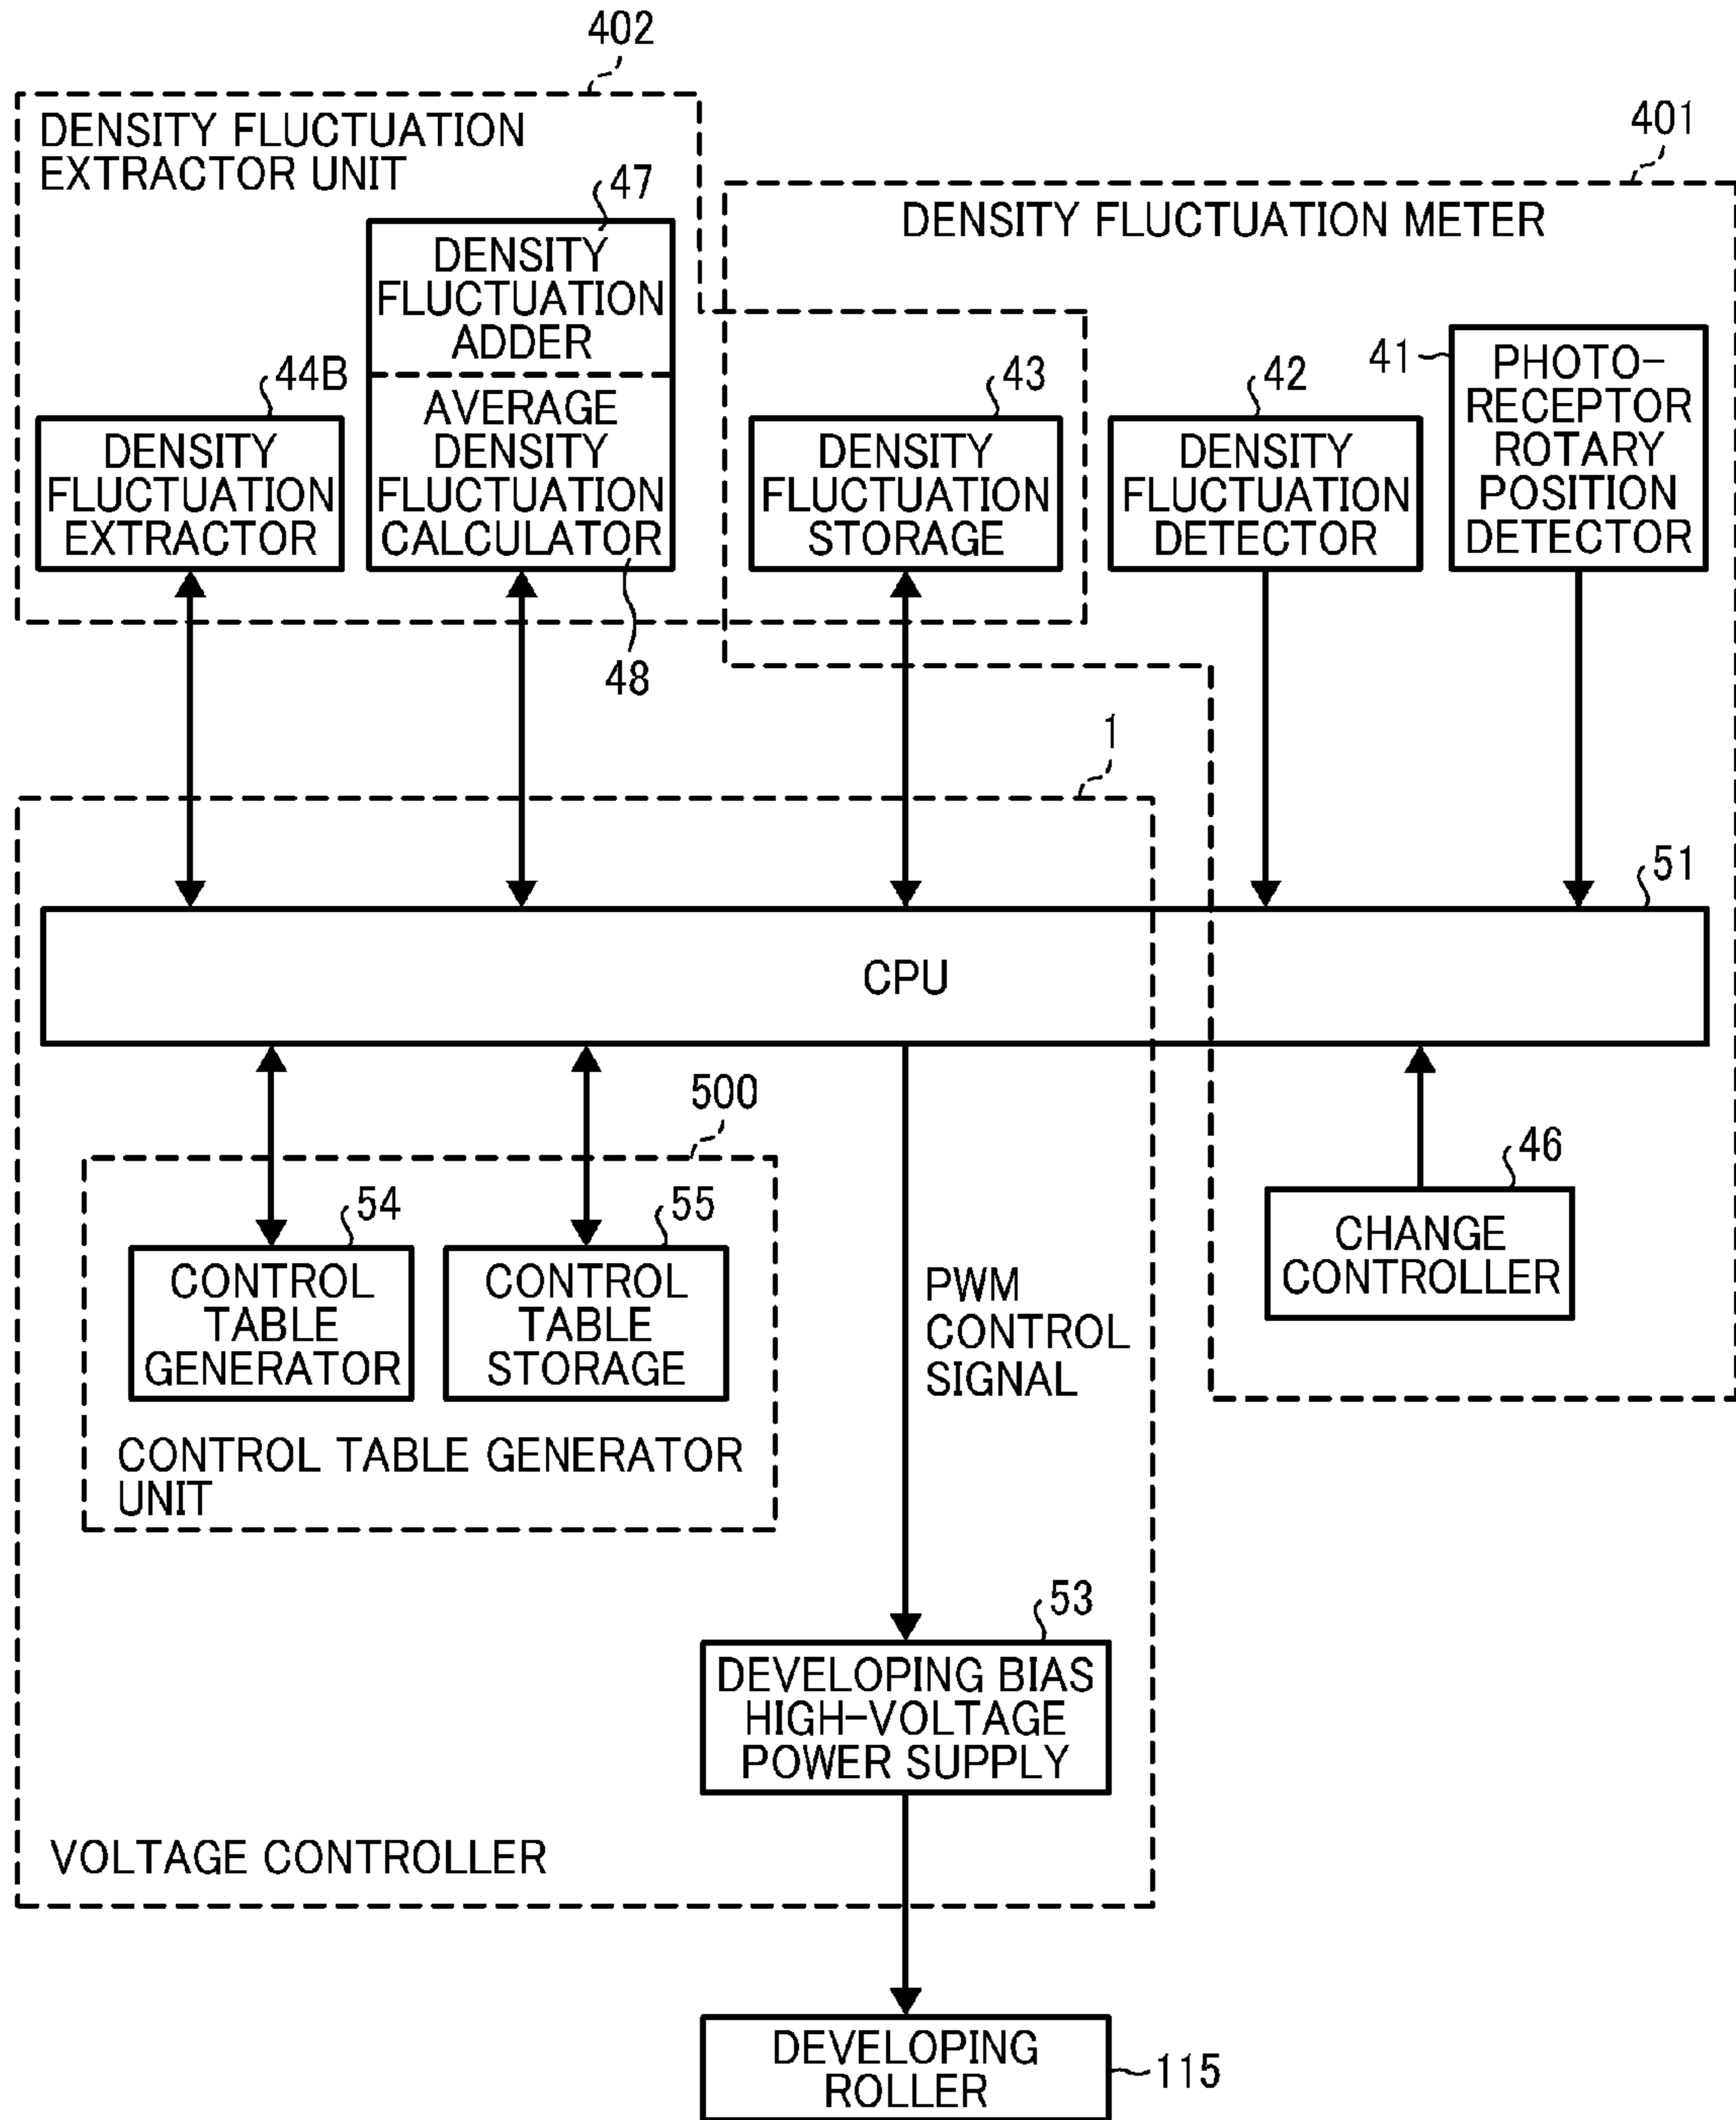 402
DENSITY FLUCTUATION
EXTRACTOR UNIT
401
DENSITY FLUCTUATION METER
47
DENSITY
FLUCTUATION
ADDER
AVERAGE
DENSITY
FLUCTUATION
CALCULATOR
48
44B
DENSITY
FLUCTUATION
EXTRACTOR
43
DENSITY
FLUCTUATION
STORAGE
42
DENSITY
FLUCTUATION
DETECTOR
41
PHOTO-
RECEPTOR
ROTARY
POSITION
DETECTOR
1
51
CPU
500
54
CONTROL
TABLE
GENERATOR
55
CONTROL
TABLE
STORAGE
CONTROL TABLE GENERATOR
UNIT
PWM
CONTROL
SIGNAL
46
CHANGE
CONTROLLER
53
DEVELOPING BIAS
HIGH-VOLTAGE
POWER SUPPLY
VOLTAGE CONTROLLER
DEVELOPING
ROLLER
115